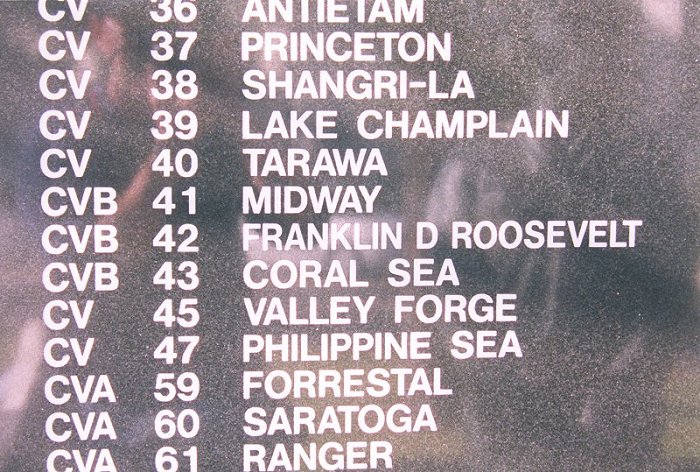 CV 36 ANTIETAM
CV 37 PRINCETON
CV 38 SHANGRI-LA
CV 39 LAKE CHAMPLAIN
CV 40 TARAWA
CVB 41 MIDWAY
CVB 42 FRANKLIN D ROOSEVELT
CVB 43 CORAL SEA
CV 45 VALLEY FORGE
CV 47 PHILIPPINE SEA
CVA 59 FORRESTAL
CVA 60 SARATOGA
CVA 61 RANGER